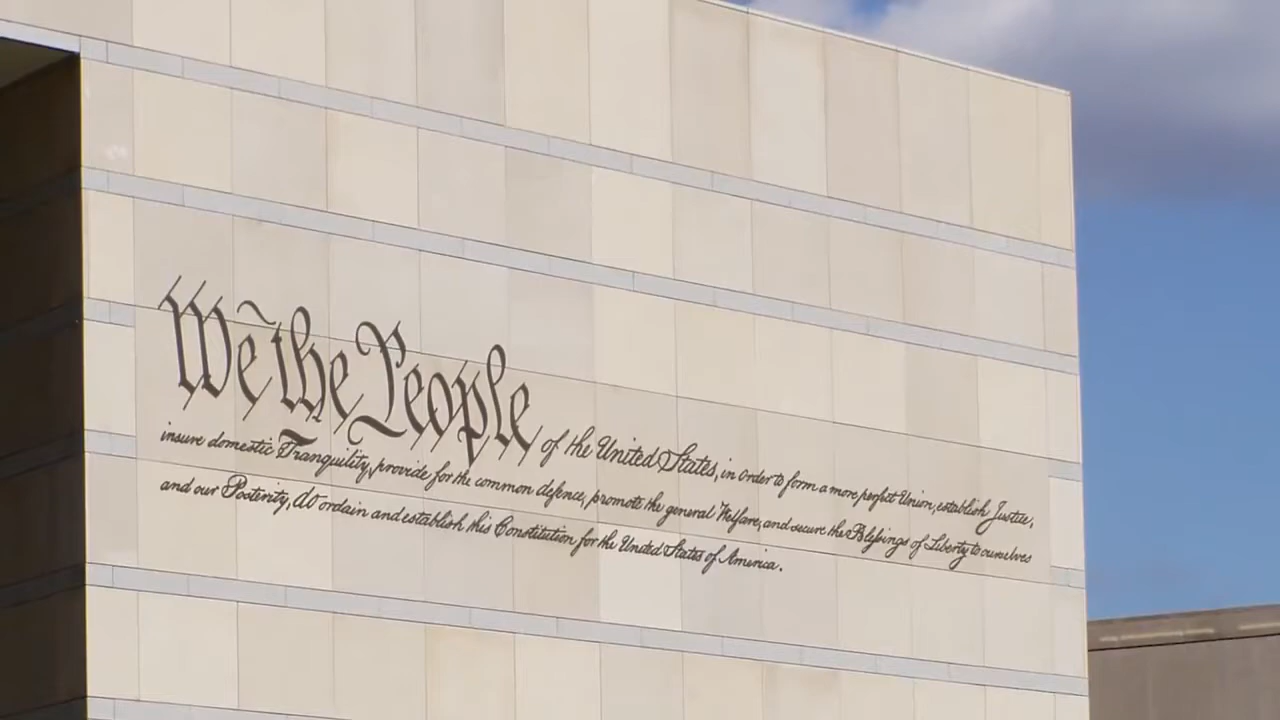 We the People of the United States, in order to form a more perfect Union, establish Justice,
insure domestic Tranquility, provide for the common defence, promote the general Welfare, and secure the Blessings of Liberty to ourselves
and our Posterity, do ordain and establish this Constitution for the United States of America.